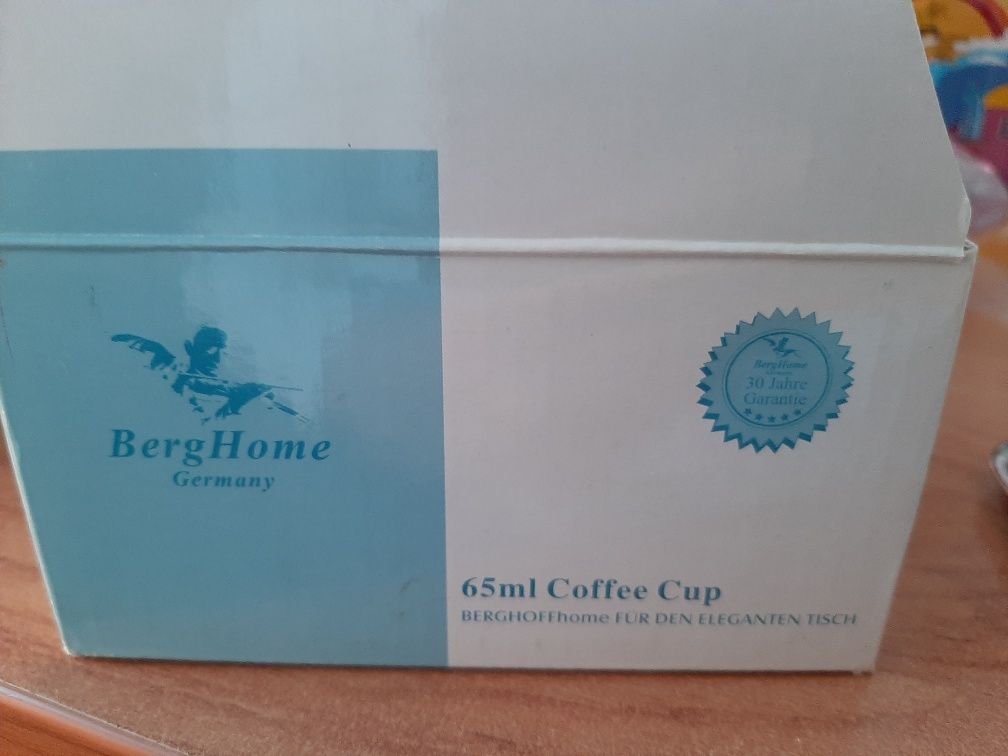 BergHome
Germany
BergHome
30 Jahre
Garantie
65ml Coffee Cup
BERGHOFFhome FÜR DEN ELEGANTEN TISCH